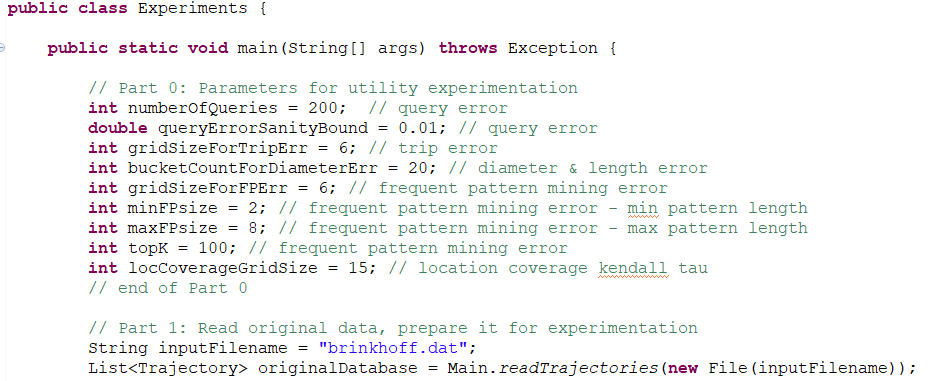 public class Experiments {
public static void main(String[] args) throws Exception {
// Part 0: Parameters for utility experimentation
int numberOfQueries = 200;  // query error
double queryErrorSanityBound = 0.01; // query error
int gridSizeForTripErr = 6; // trip error
int bucketCountForDiameterErr = 20; // diameter & length error
int gridSizeForFPErr = 6; // frequent pattern mining error
int minFPsize = 2; // frequent pattern mining error - min pattern length
int maxFPsize = 8; // frequent pattern mining error - max pattern length
int topK = 100; // frequent pattern mining error
int locCoverageGridSize = 15; // location coverage kendall tau
// end of Part 0
// Part 1: Read original data, prepare it for experimentation
String inputFilename = "brinkhoff.dat";
List<Trajectory> originalDatabase = Main.readTrajectories(new File(inputFilename));